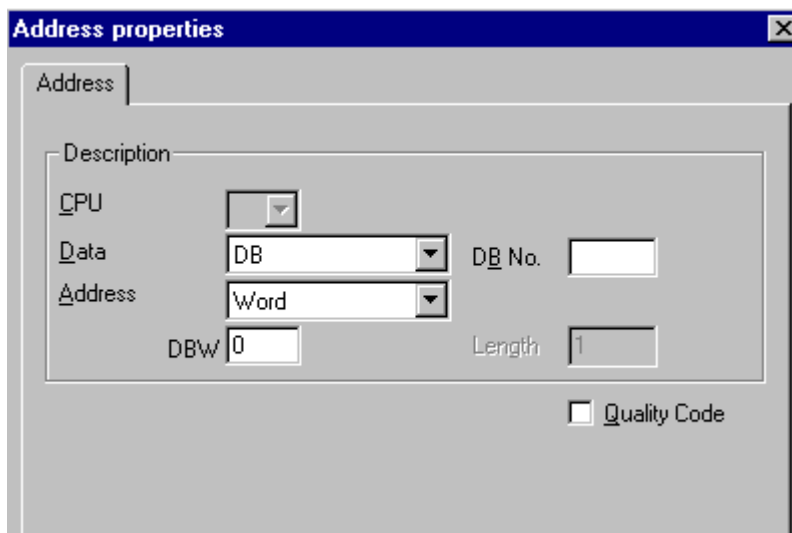 Address properties
Address
Description
CPU
Data DB DB No.
Address Word
DBW 0 Length 1
Quality Code